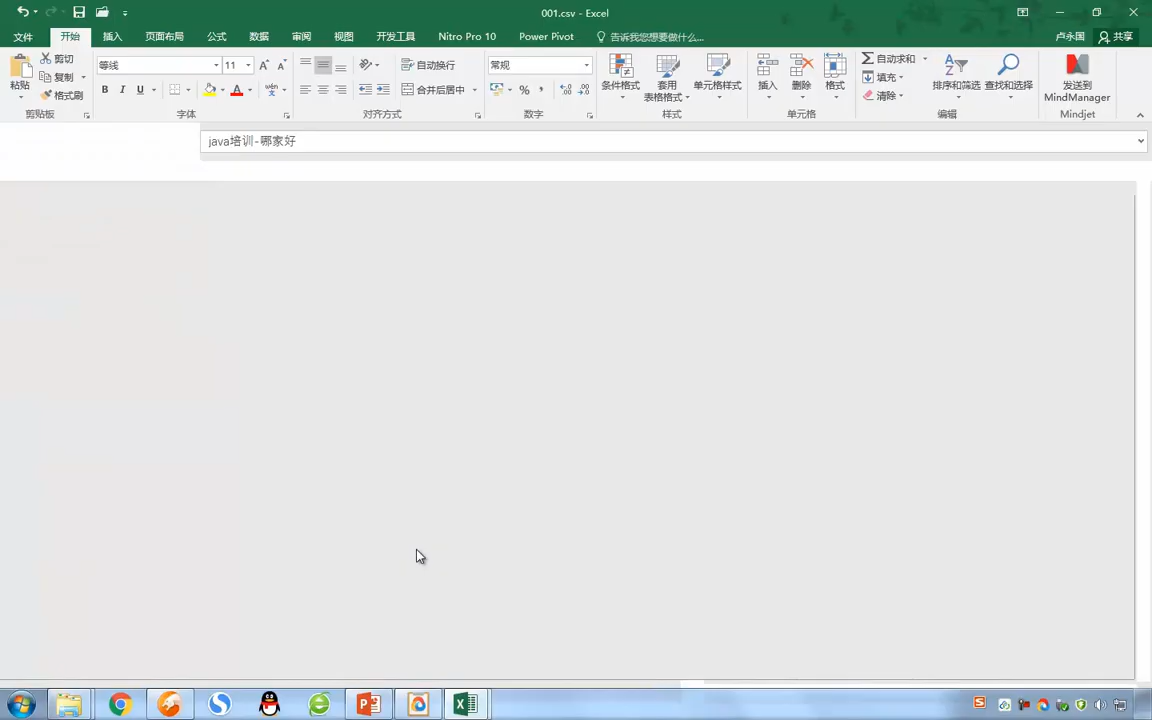 001.csv - Excel
文件 开始 插入 页面布局 公式 数据 审阅 视图 开发工具 Nitro Pro 10 Power Pivot 告诉我您想要做什么... 卢永国 共享
剪切 等线 11 自动换行 常规 自动求和
粘贴 复制 条件格式 套用 单元格样式 插入 删除 格式 填充 排序和筛选 查找和选择 发送到
格式刷 B I U 合并后居中 % 表格格式 清除 MindManager
剪贴板 字体 对齐方式 数字 样式 单元格 编辑 Mindjet
java培训-哪家好